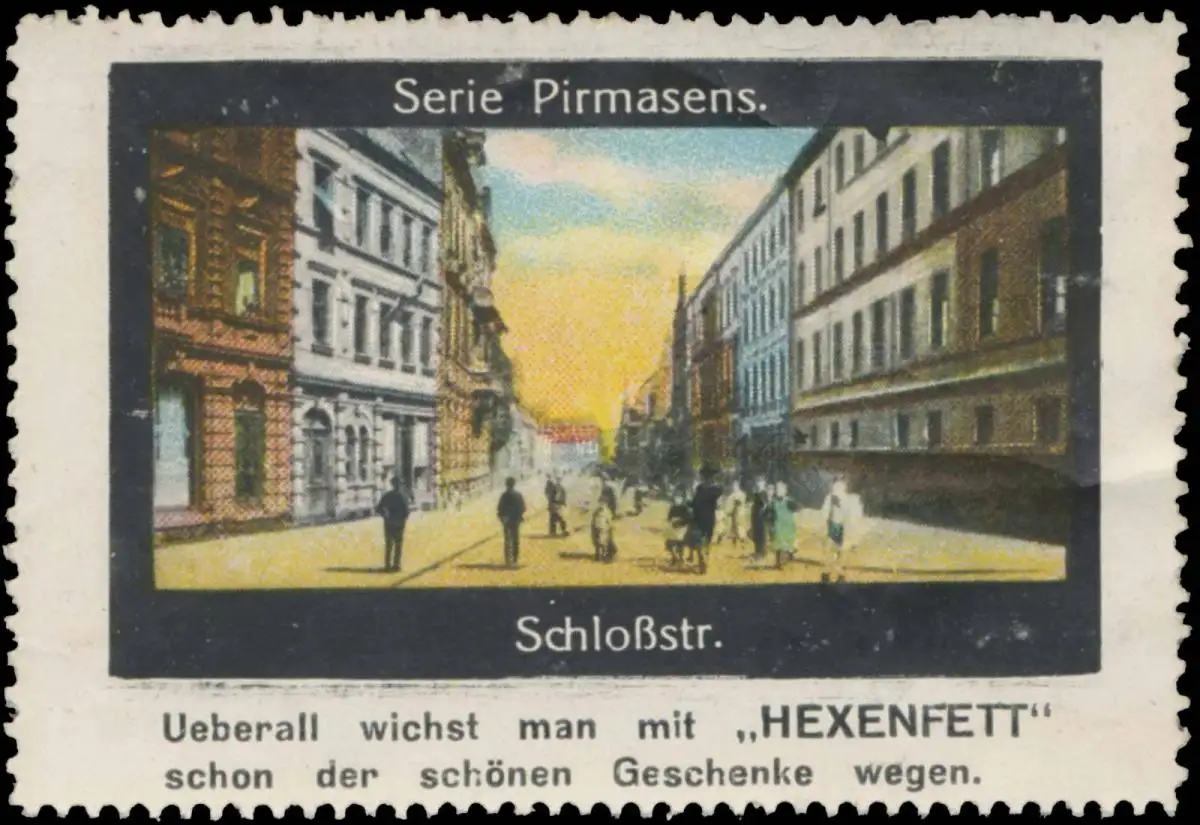 Serie Pirmasens.
Schloßstr.
Ueberall wichst man mit „HEXENFETT“
schon der schönen Geschenke wegen.